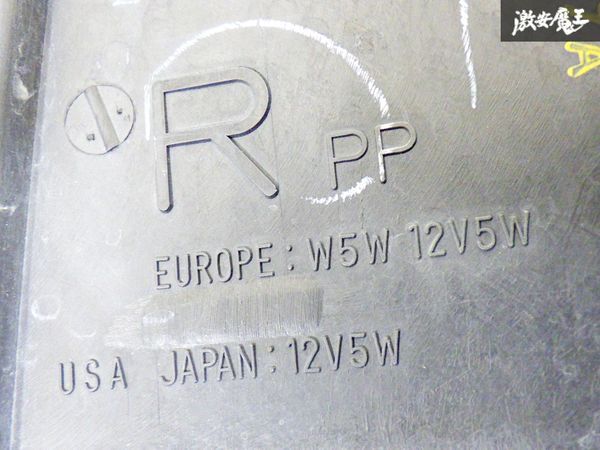 激安魔王
A
R PP
EUROPE : W5W 12V5W
USA JAPAN : 12V5W